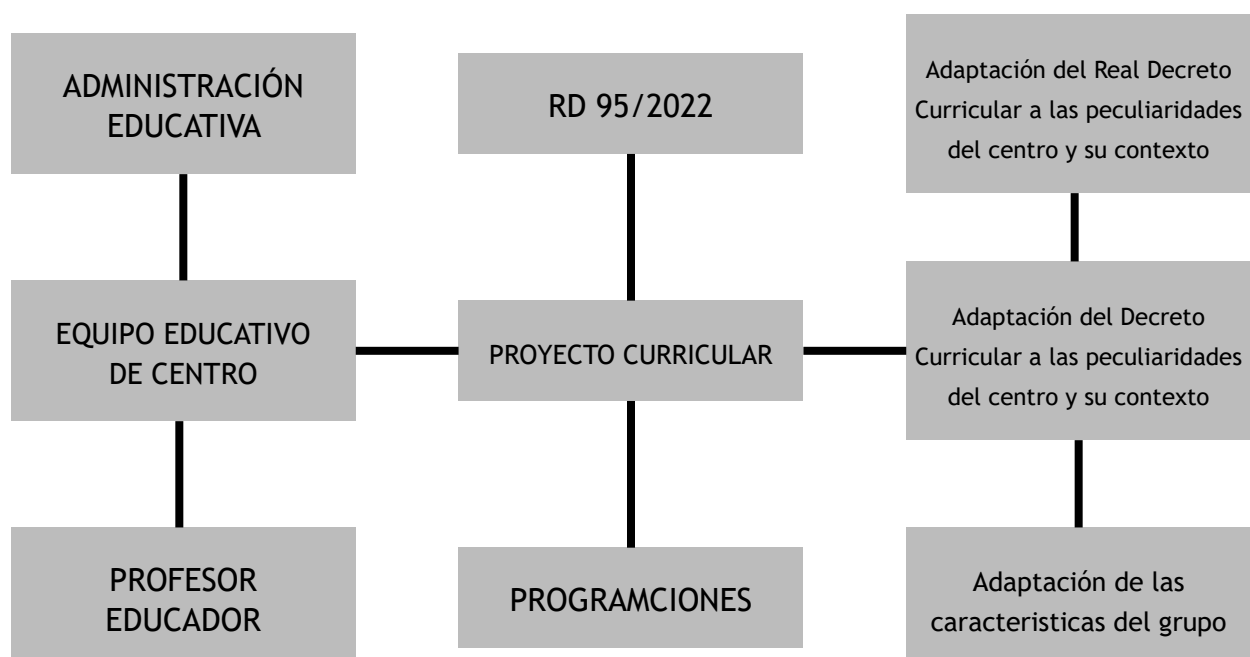 ADMINISTRACIÓN
EDUCATIVA
RD 95/2022
Adaptación del Real Decreto
Curricular a las peculiaridades
del centro y su contexto
EQUIPO EDUCATIVO
DE CENTRO
PROYECTO CURRICULAR
Adaptación del Decreto
Curricular a las peculiaridades
del centro y su contexto
PROFESOR
EDUCADOR
PROGRAMCIONES
Adaptación de las
caracteristicas del grupo